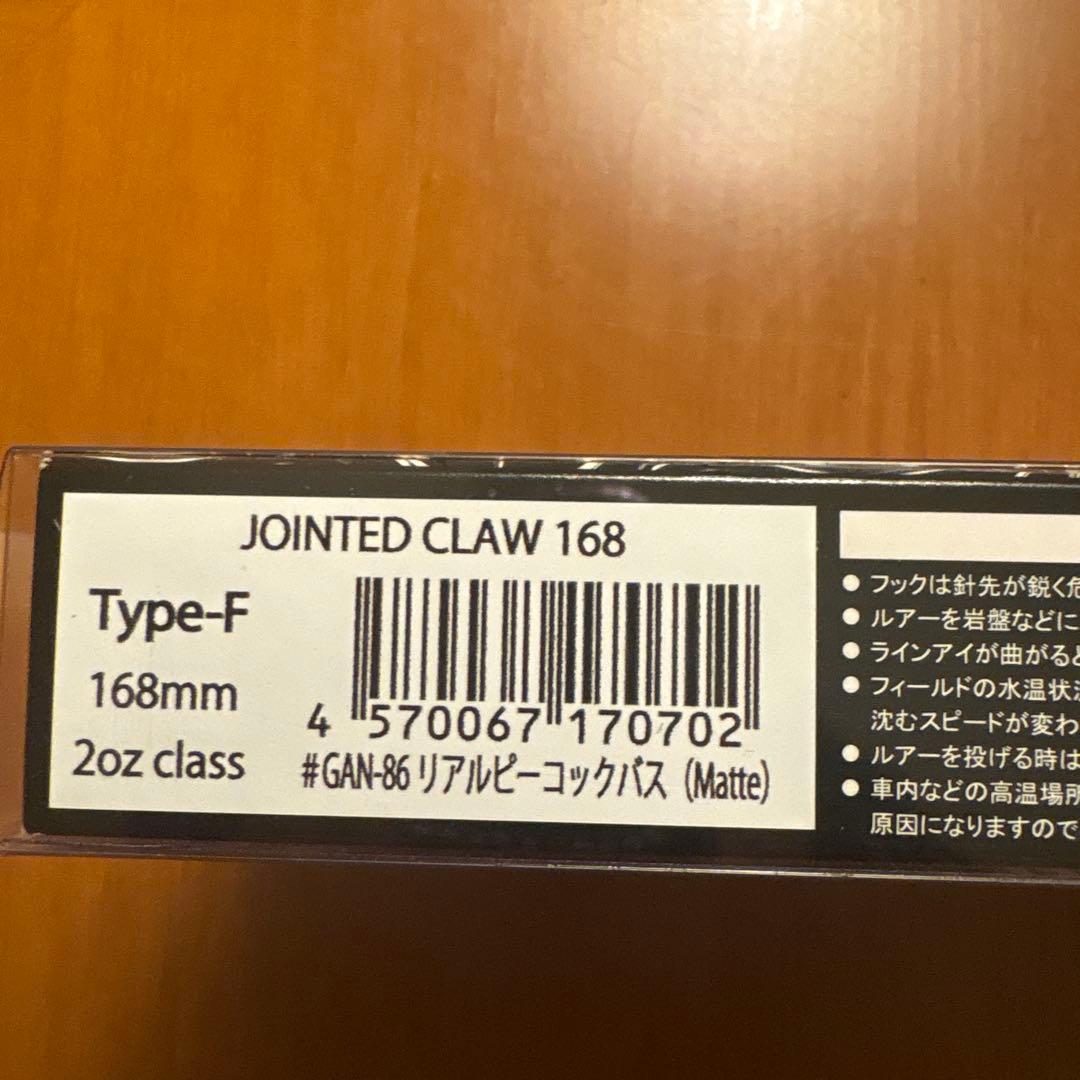 JOINTED CLAW 168
Type-F
168mm
2oz class
4 570067 170702
#GAN-86 リアルピーコックバス (Matte)
● フックは針先が鋭く危
● ルアーを岩盤などに
● ラインアイが曲がると
● フィールドの水温状況
沈むスピードが変わ
● ルアーを投げる時は
● 車内などの高温場所
原因になりますので